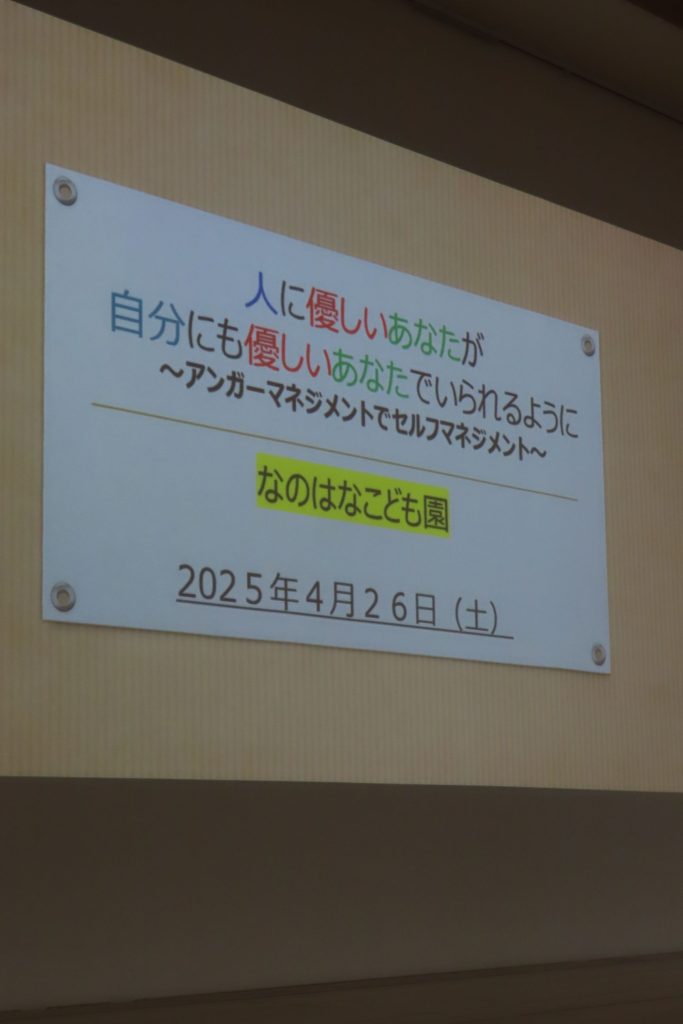 人に優しいあなたが
自分にも優しいあなたでいられるように
～アンガーマネジメントでセルフマネジメント～
なのはなこども園
2025年4月26日（土）